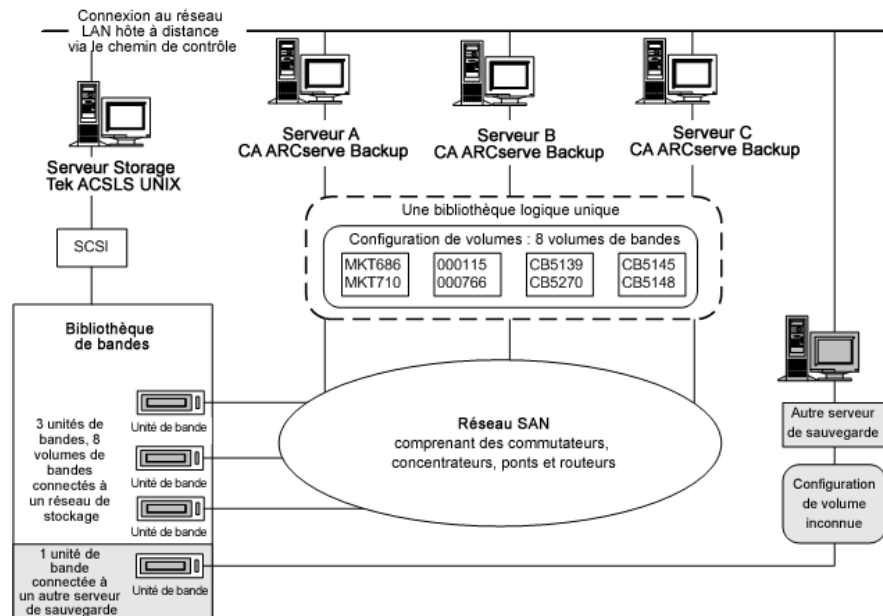 Connexion au réseau
LAN hôte à distance
via le chemin de contrôle
Serveur Storage
Tek ACSLS UNIX
Serveur A
CA ARCserve Backup
Serveur B
CA ARCserve Backup
Serveur C
CA ARCserve Backup
Une bibliothèque logique unique
Configuration de volumes : 8 volumes de bandes
MKT686
MKT710
000115
000766
CB5139
CB5270
CB5145
CB5148
SCSI
Bibliothèque
de bandes
3 unités de
bandes, 8
volumes de
bandes
connectés à
un réseau de
stockage
Unité de bande
Unité de bande
Unité de bande
1 unité de
bande
connectée à
un autre serveur
de sauvegarde
Unité de bande
Réseau SAN
comprenant des commutateurs,
concentrateurs, ponts et routeurs
Autre serveur
de sauvegarde
Configuration
de volume
inconnue